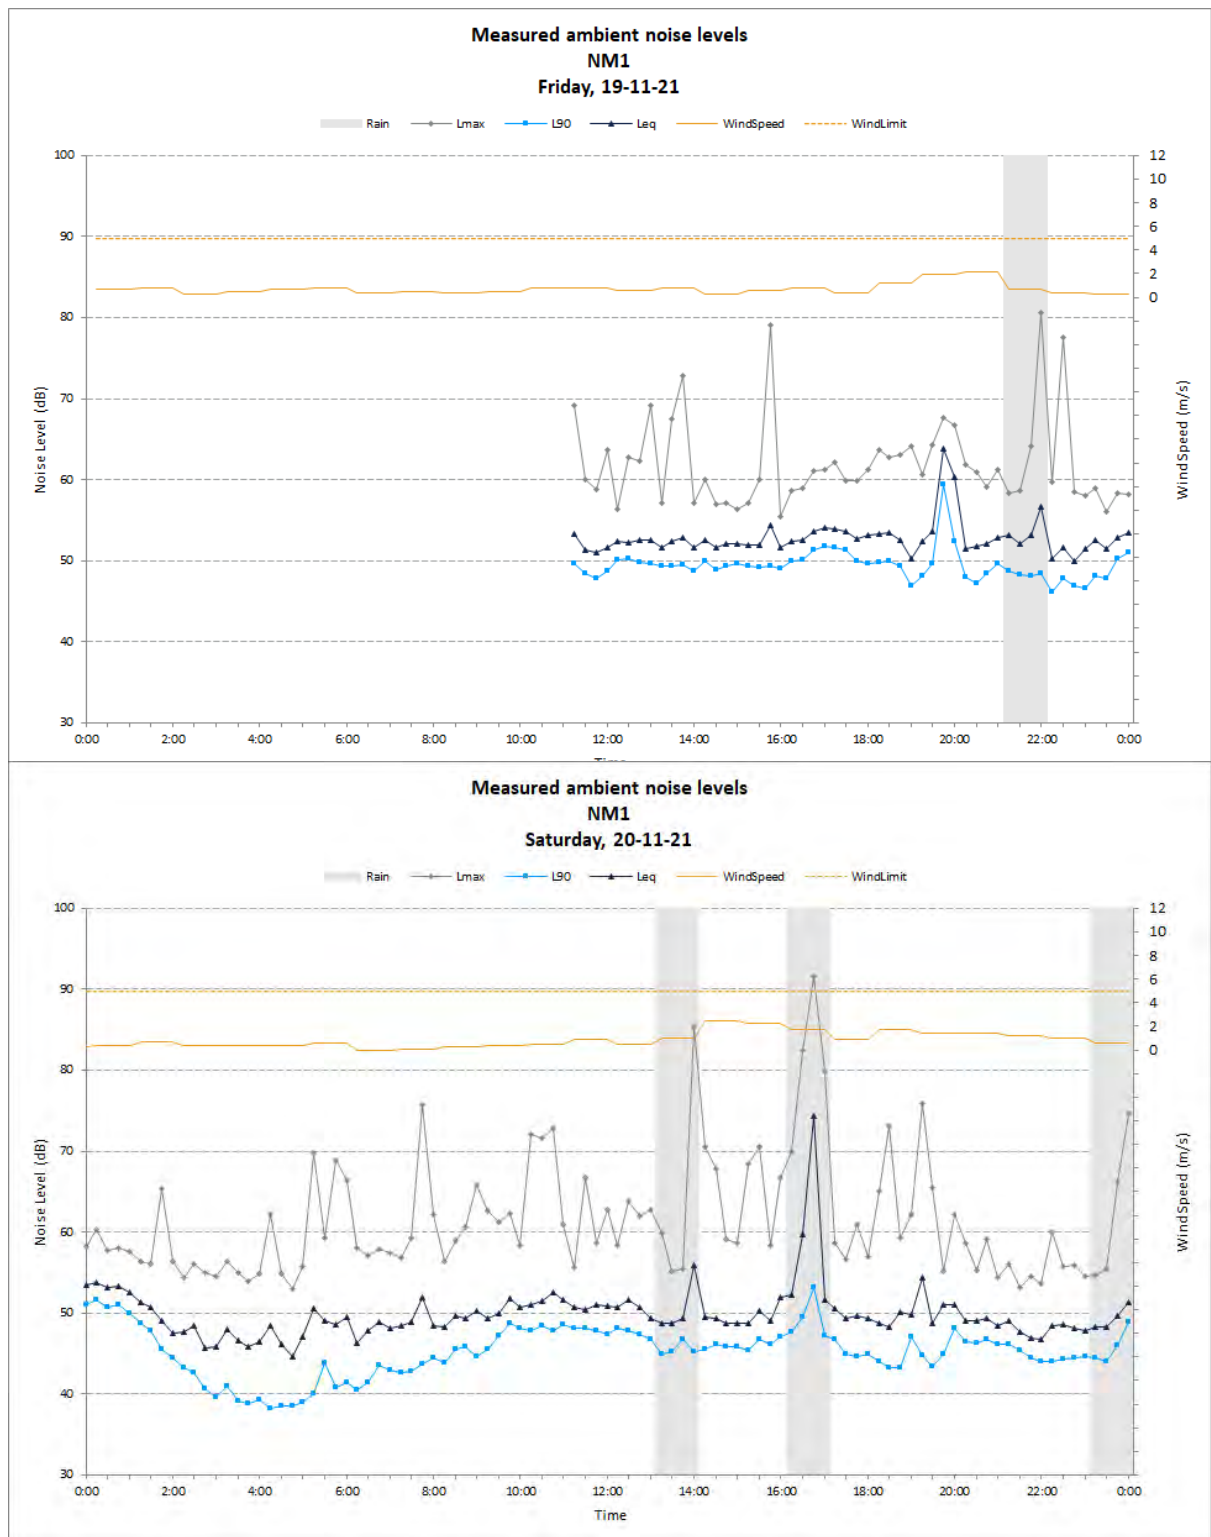 Measured ambient noise levels
NM1
Friday, 19-11-21
Rain Lmax L90 Leq WindSpeed WindLimit
100
90
80
70
60
50
40
30
Noise Level (dB)
12
10
8
6
4
2
0
WindSpeed (m/s)
0:00 2:00 4:00 6:00 8:00 10:00 12:00 14:00 16:00 18:00 20:00 22:00 0:00
Time
Measured ambient noise levels
NM1
Saturday, 20-11-21
Rain Lmax L90 Leq WindSpeed WindLimit
100
90
80
70
60
50
40
30
Noise Level (dB)
12
10
8
6
4
2
0
WindSpeed (m/s)
0:00 2:00 4:00 6:00 8:00 10:00 12:00 14:00 16:00 18:00 20:00 22:00 0:00
Time